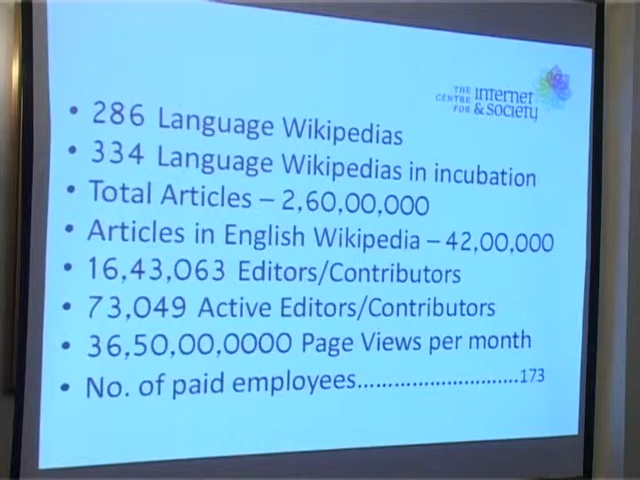 THE CENTRE FOR internet & society
• 286 Language Wikipedias
• 334 Language Wikipedias in incubation
• Total Articles – 2,60,00,000
• Articles in English Wikipedia – 42,00,000
• 16,43,063 Editors/Contributors
• 73,049 Active Editors/Contributors
• 36,50,00,0000 Page Views per month
• No. of paid employees............................173